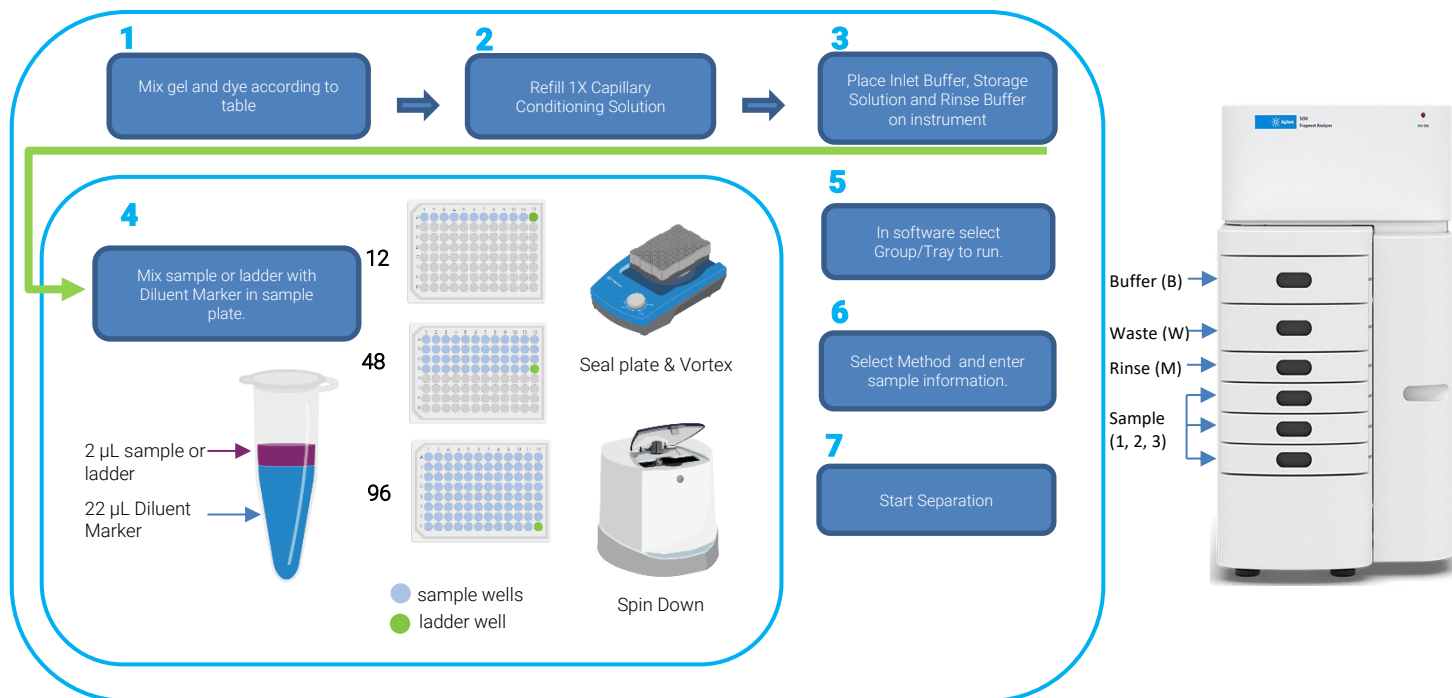 1
Mix gel and dye according to
table
2
Refill 1X Capillary
Conditioning Solution
3
Place Inlet Buffer, Storage
Solution and Rinse Buffer
on instrument
4
Mix sample or ladder with
Diluent Marker in sample
plate.
2 µL sample or
ladder
22 µL Diluent
Marker
12
48
96
sample wells
ladder well
Seal plate & Vortex
Spin Down
5
In software select
Group/Tray to run.
6
Select Method and enter
sample information.
7
Start Separation
Agilent
Fragment Analyzer
Buffer (B)
Waste (W)
Rinse (M)
Sample
(1, 2, 3)